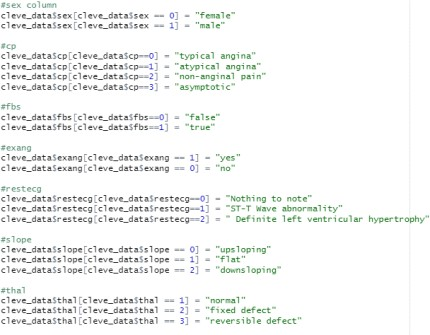 #sex column
cleve_data$sex[cleve_data$sex == 0] = "female"
cleve_data$sex[cleve_data$sex == 1] = "male"
#cp
cleve_data$cp[cleve_data$cp==0] = "typical angina"
cleve_data$cp[cleve_data$cp==1] = "atypical angina"
cleve_data$cp[cleve_data$cp==2] = "non-anginal pain"
cleve_data$cp[cleve_data$cp==3] = "asymptotic"
#fbs
cleve_data$fbs[cleve_data$fbs==0] = "false"
cleve_data$fbs[cleve_data$fbs==1] = "true"
#exang
cleve_data$exang[cleve_data$exang == 1] = "yes"
cleve_data$exang[cleve_data$exang == 0] = "no"
#restecg
cleve_data$restecg[cleve_data$restecg==0] = "Nothing to note"
cleve_data$restecg[cleve_data$restecg==1] = "ST-T Wave abnormality"
cleve_data$restecg[cleve_data$restecg==2] = " Definite left ventricular hypertrophy"
#slope
cleve_data$slope[cleve_data$slope == 0] = "upsloping"
cleve_data$slope[cleve_data$slope == 1] = "flat"
cleve_data$slope[cleve_data$slope == 2] = "downsloping"
#thal
cleve_data$thal[cleve_data$thal == 1] = "normal"
cleve_data$thal[cleve_data$thal == 2] = "fixed defect"
cleve_data$thal[cleve_data$thal == 3] = "reversible defect"